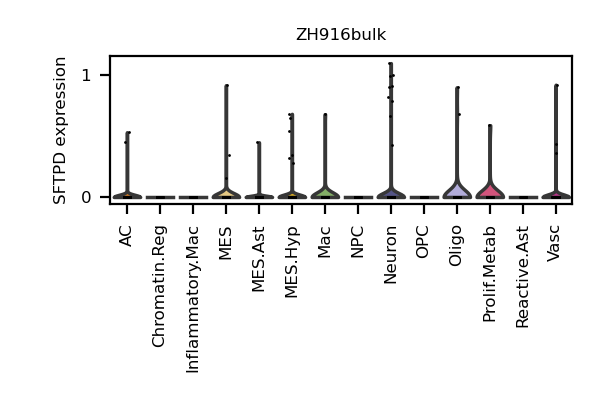 ZH916bulk
SFTPD expression
1
0
AC
Chromatin.Reg
Inflammatory.Mac
MES
MES.Ast
MES.Hyp
Mac
NPC
Neuron
OPC
Oligo
Prolif.Metab
Reactive.Ast
Vasc